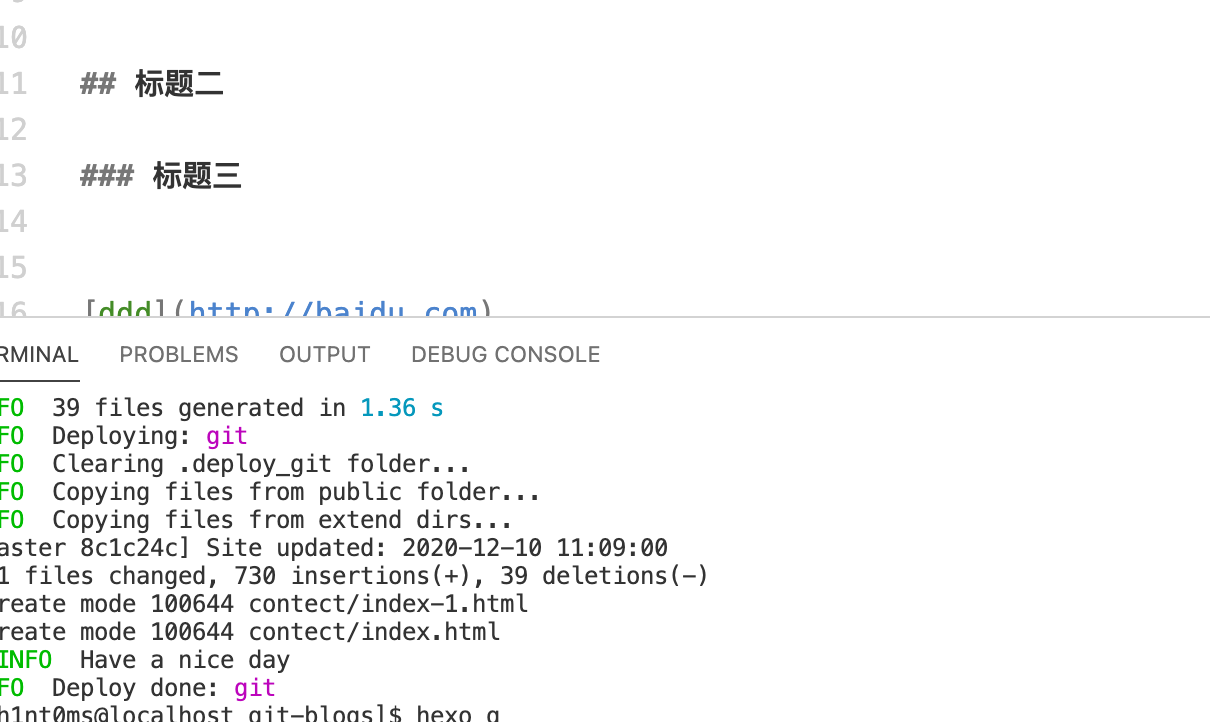 10
11 ## 标题二
12
13 ### 标题三
14
15
16 [ddd](http://baidu.com)
RMINAL PROBLEMS OUTPUT DEBUG CONSOLE
FO 39 files generated in 1.36 s
FO Deploying: git
FO Clearing .deploy_git folder...
FO Copying files from public folder...
FO Copying files from extend dirs...
aster 8c1c24c] Site updated: 2020-12-10 11:09:00
1 files changed, 730 insertions(+), 39 deletions(-)
reate mode 100644 contect/index-1.html
reate mode 100644 contect/index.html
INFO Have a nice day
FO Deploy done: git
h1nt0ms@localhost git-blogs]$ hexo g